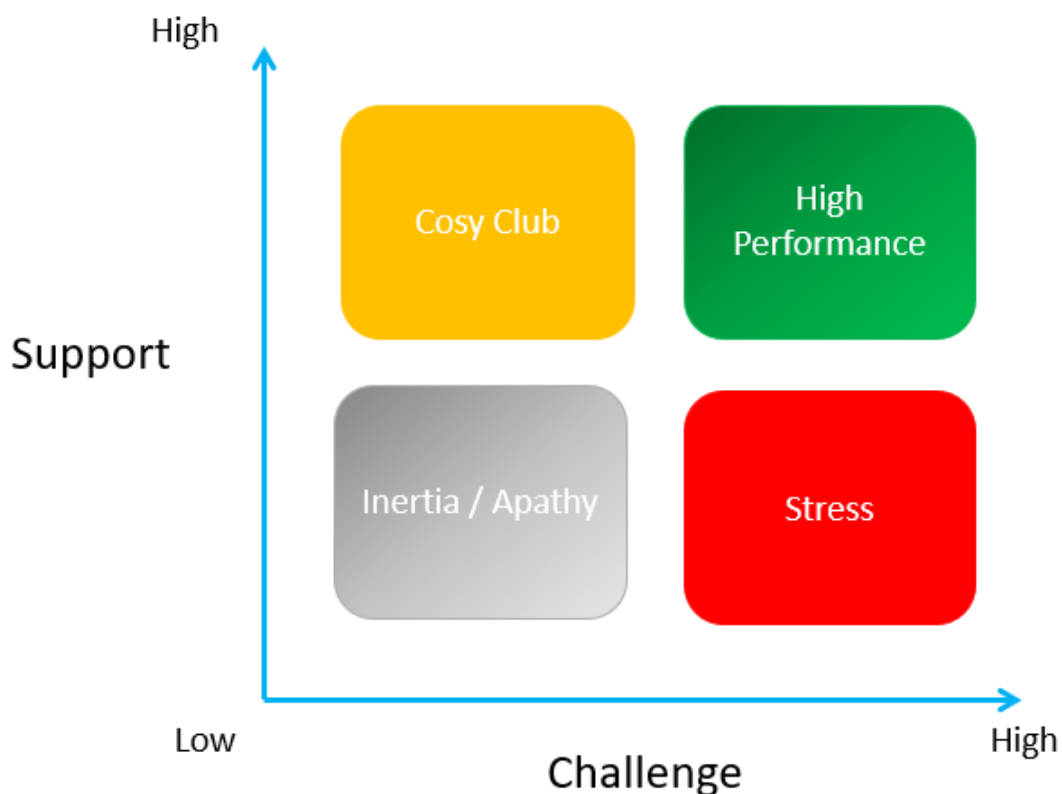 High
Cosy Club
High
Performance
Support
Inertia / Apathy
Stress
Low
High
Challenge